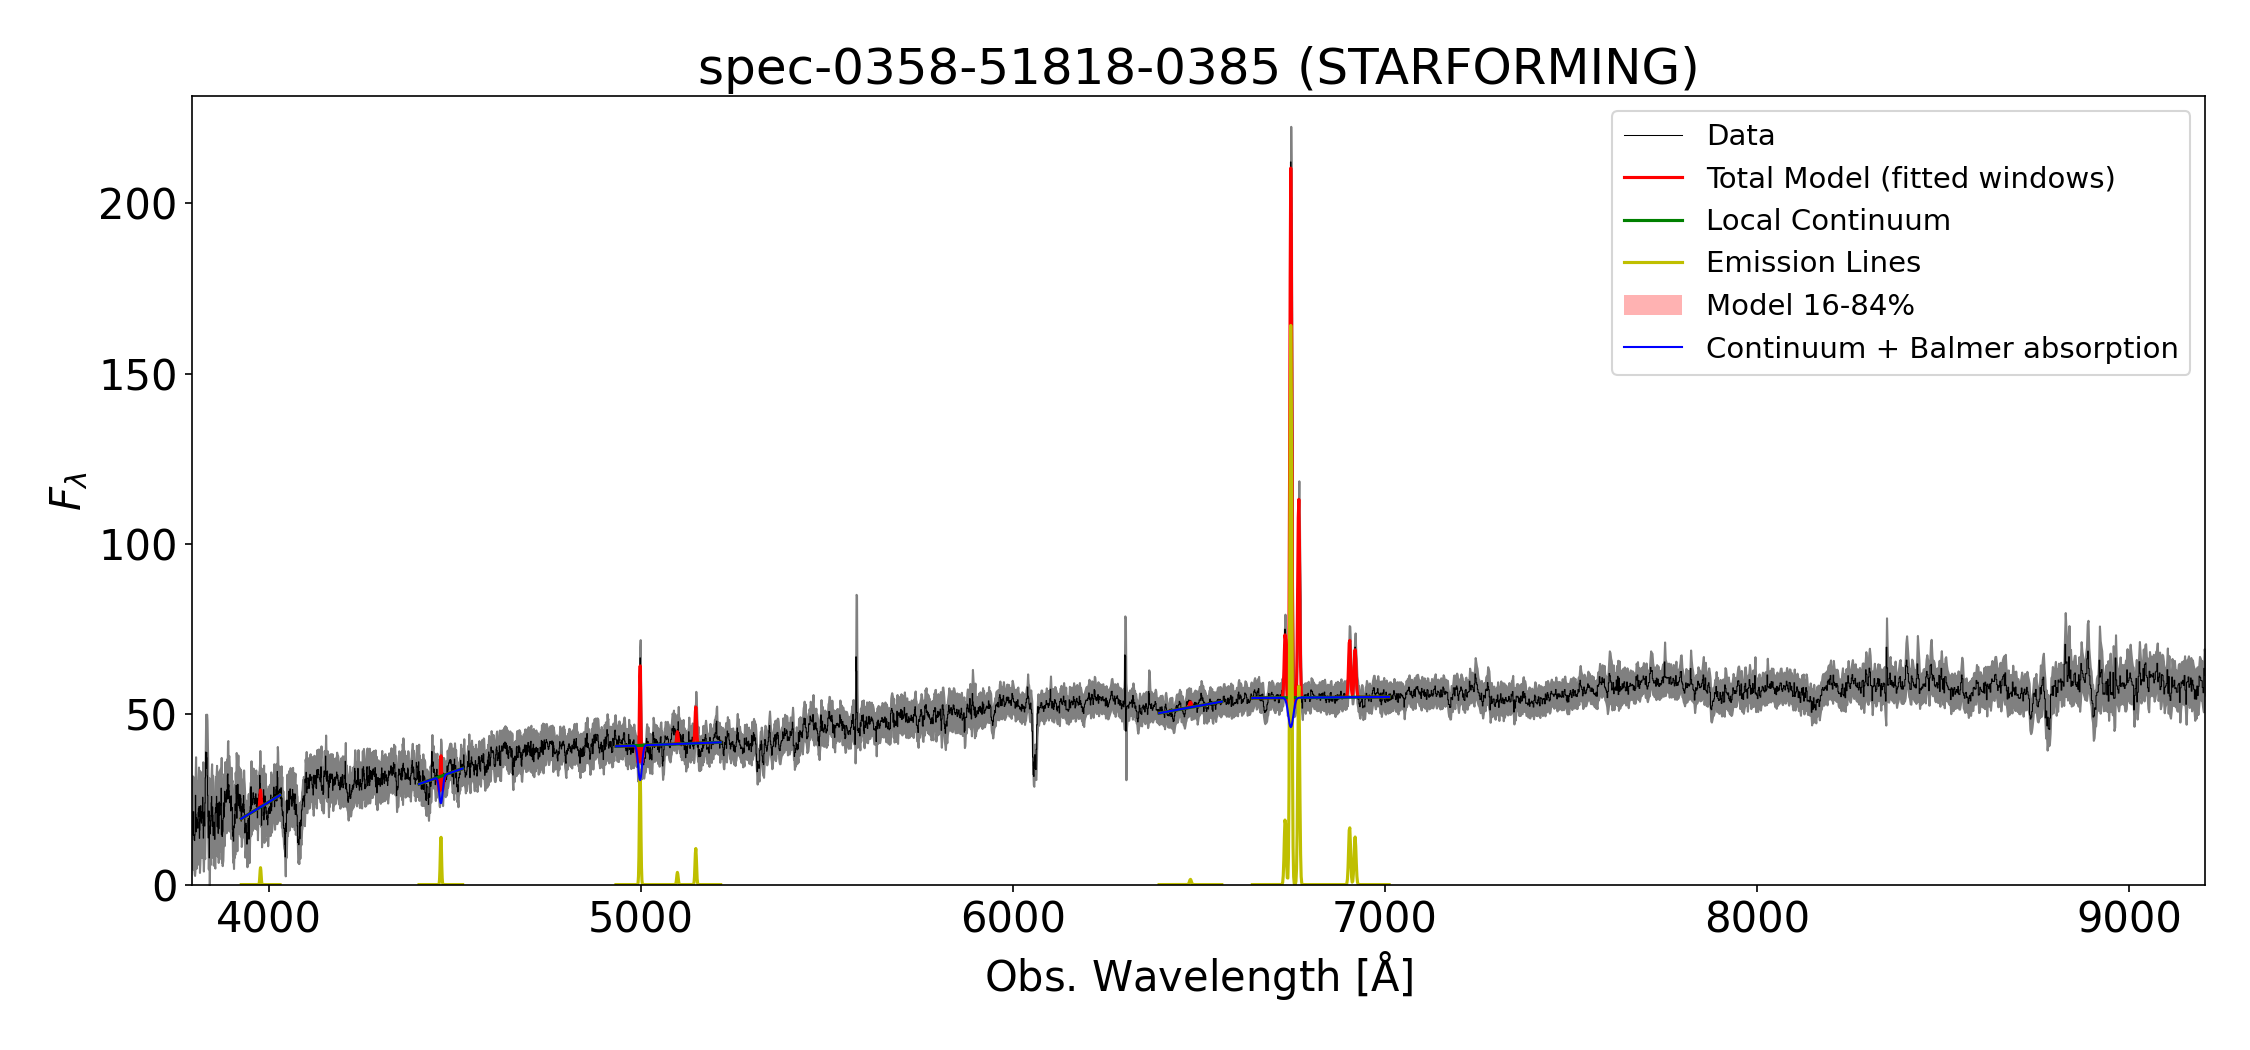 spec-0358-51818-0385 (STARFORMING)
Data
Total Model (fitted windows)
Local Continuum
Emission Lines
Model 16-84%
Continuum + Balmer absorption
200
150
100
50
0
F_λ
4000 5000 6000 7000 8000 9000
Obs. Wavelength [Å]